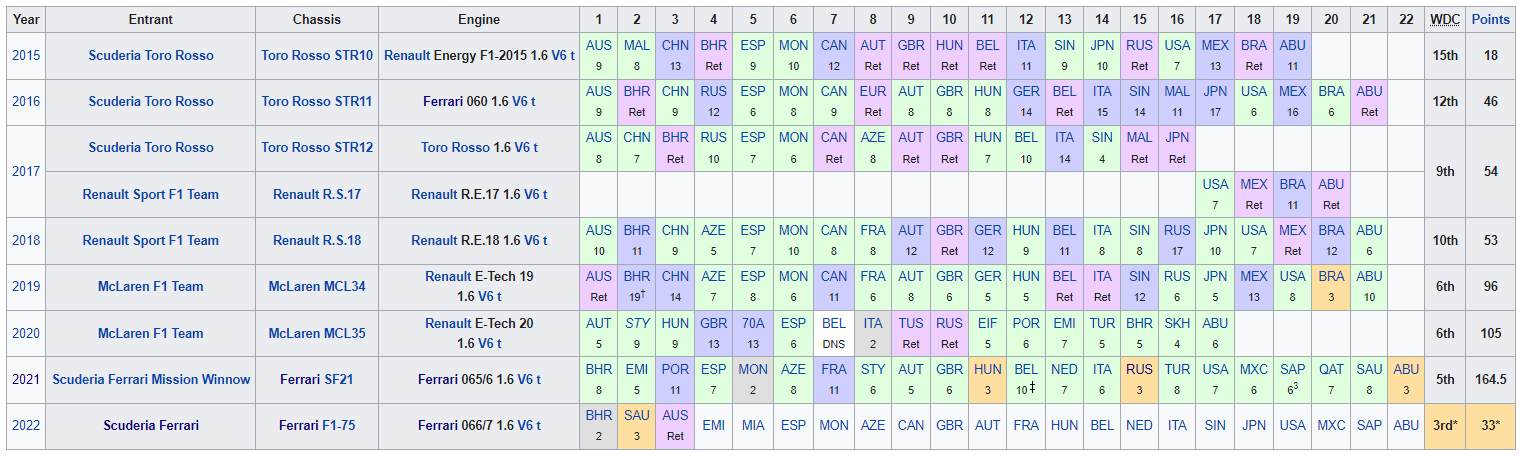 Year Entrant Chassis Engine 1 2 3 4 5 6 7 8 9 10 11 12 13 14 15 16 17 18 19 20 21 22 WDC Points
2015 Scuderia Toro Rosso Toro Rosso STR10 Renault Energy F1-2015 1.6 V6 t AUS MAL CHN BHR ESP MON CAN AUT GBR HUN BEL ITA SIN JPN RUS USA MEX BRA ABU 15th 18
9 8 13 Ret 9 10 12 Ret Ret Ret Ret 11 9 10 Ret 7 13 Ret 11
2016 Scuderia Toro Rosso Toro Rosso STR11 Ferrari 060 1.6 V6 t AUS BHR CHN RUS ESP MON CAN EUR AUT GBR HUN GER BEL ITA SIN MAL JPN USA MEX BRA ABU 12th 46
9 Ret 9 12 6 8 9 Ret 8 8 8 14 Ret 15 14 11 17 6 16 6 Ret
2017 Scuderia Toro Rosso Toro Rosso STR12 Toro Rosso 1.6 V6 t AUS CHN BHR RUS ESP MON CAN AZE AUT GBR HUN BEL ITA SIN MAL JPN 9th 54
8 7 Ret 10 7 6 Ret 8 Ret Ret 7 10 14 4 Ret Ret
Renault Sport F1 Team Renault R.S.17 Renault R.E.17 1.6 V6 t USA MEX BRA ABU
7 Ret 11 Ret
2018 Renault Sport F1 Team Renault R.S.18 Renault R.E.18 1.6 V6 t AUS BHR CHN AZE ESP MON CAN FRA AUT GBR GER HUN BEL ITA SIN RUS JPN USA MEX BRA ABU 10th 53
10 11 9 5 7 10 8 8 12 Ret 12 9 11 8 8 17 10 7 Ret 12 6
2019 McLaren F1 Team McLaren MCL34 Renault E-Tech 19 AUS BHR CHN AZE ESP MON CAN FRA AUT GBR GER HUN BEL ITA SIN RUS JPN MEX USA BRA ABU 6th 96
1.6 V6 t Ret 19† 14 7 8 6 11 6 8 6 5 5 Ret Ret 12 6 5 13 8 3 10
2020 McLaren F1 Team McLaren MCL35 Renault E-Tech 20 AUT STY HUN GBR 70A ESP BEL ITA TUS RUS EIF POR EMI TUR BHR SKH ABU 6th 105
1.6 V6 t 5 9 9 13 13 6 DNS 2 Ret Ret 5 6 7 5 5 4 6
2021 Scuderia Ferrari Mission Winnow Ferrari SF21 Ferrari 065/6 1.6 V6 t BHR EMI POR ESP MON AZE FRA STY AUT GBR HUN BEL NED ITA RUS TUR USA MXC SAP QAT SAU ABU 5th 164.5
8 5 11 7 2 8 11 6 5 6 3 10‡ 7 6 3 8 7 6 6³ 7 8 3
2022 Scuderia Ferrari Ferrari F1-75 Ferrari 066/7 1.6 V6 t BHR SAU AUS EMI MIA ESP MON AZE CAN GBR AUT FRA HUN BEL NED ITA SIN JPN USA MXC SAP ABU 3rd* 33*
2 3 Ret